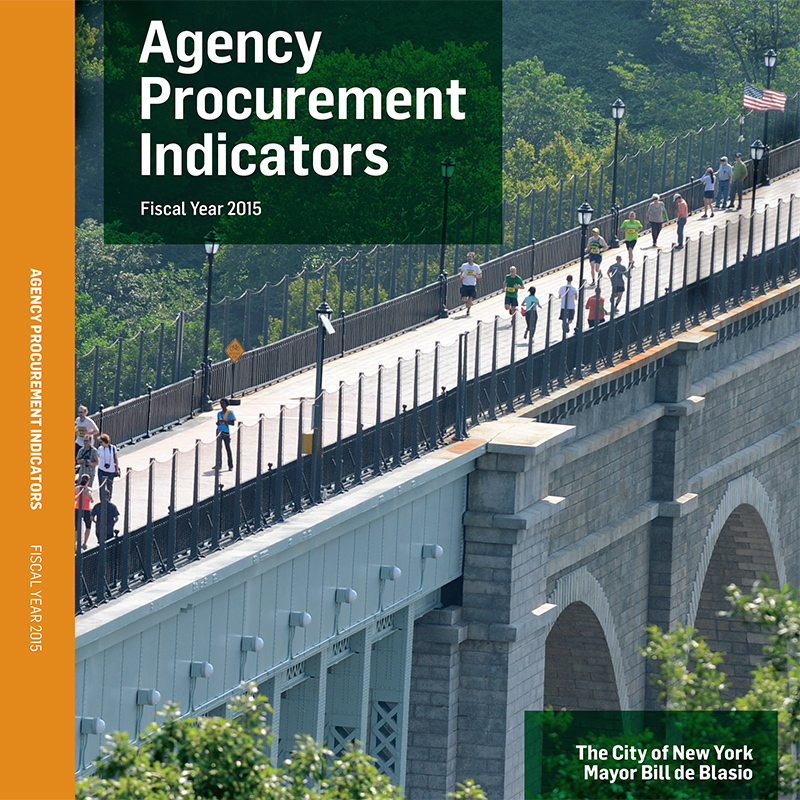 Agency
Procurement
Indicators
Fiscal Year 2015
AGENCY PROCUREMENT INDICATORS FISCAL YEAR 2015
The City of New York
Mayor Bill de Blasio